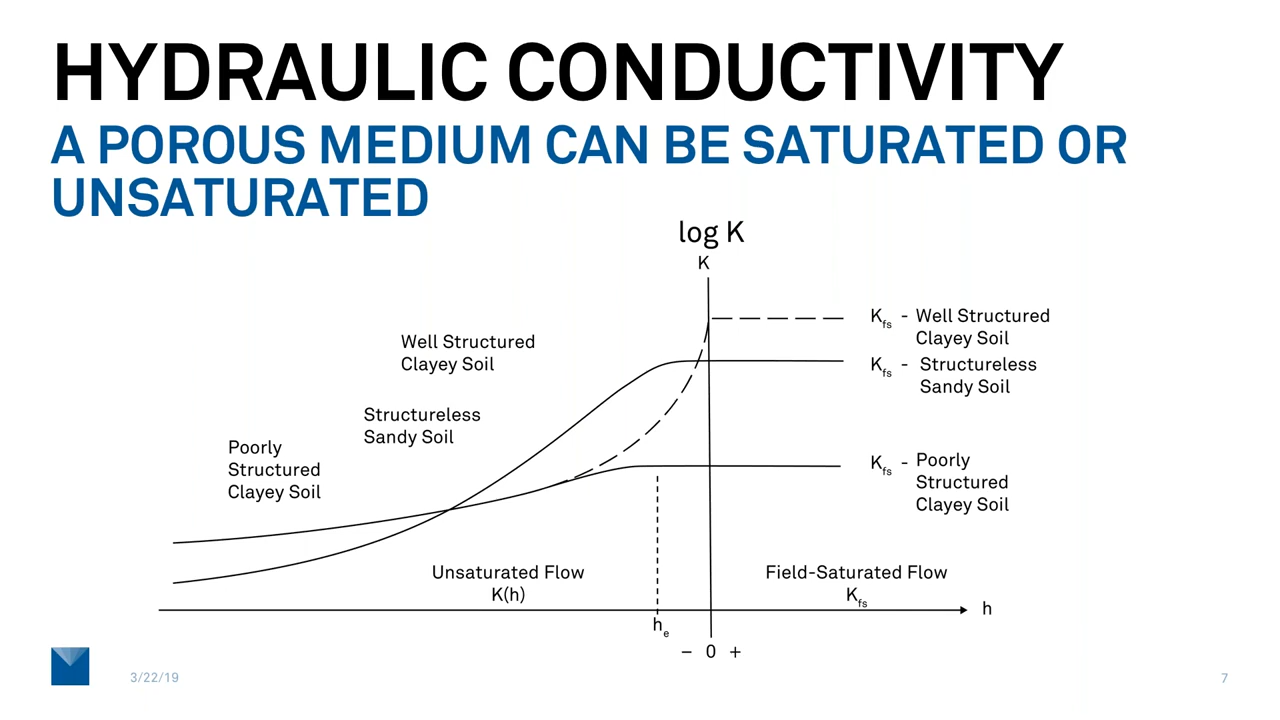 HYDRAULIC CONDUCTIVITY
A POROUS MEDIUM CAN BE SATURATED OR
UNSATURATED
log K
K
Well Structured
Clayey Soil
Structureless
Sandy Soil
Poorly
Structured
Clayey Soil
Kfs - Well Structured
Clayey Soil
Kfs - Structureless
Sandy Soil
Kfs - Poorly
Structured
Clayey Soil
Unsaturated Flow
K(h)
Field-Saturated Flow
Kfs
h
he
− 0 +
3/22/19
7